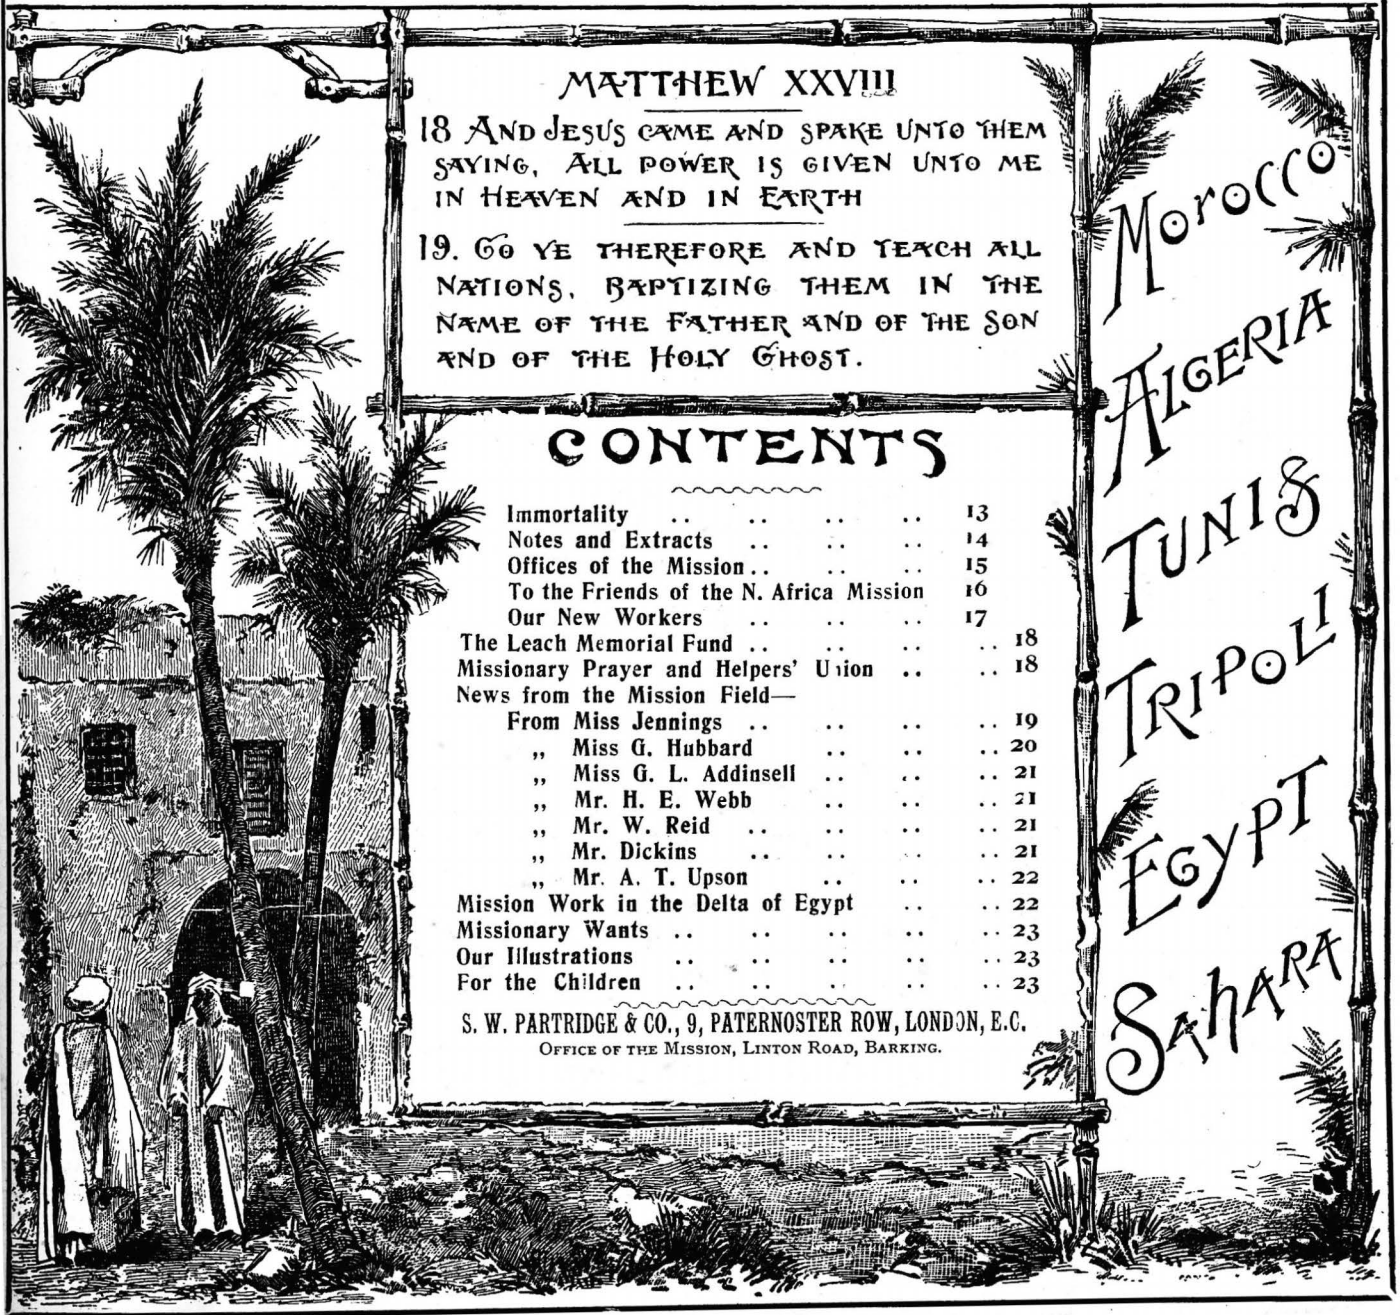 MATTHEW XXVIII
18 AND JESUS CAME AND SPAKE UNTO THEM
SAYING, ALL POWER IS GIVEN UNTO ME
IN HEAVEN AND IN EARTH
19. GO YE THEREFORE AND TEACH ALL
NATIONS, BAPTIZING THEM IN THE
NAME OF THE FATHER AND OF THE SON
AND OF THE HOLY GHOST.
CONTENTS
Immortality .. .. .. .. 13
Notes and Extracts .. .. .. 14
Offices of the Mission .. .. .. 15
To the Friends of the N. Africa Mission 16
Our New Workers .. .. .. 17
The Leach Memorial Fund .. .. .. .. 18
Missionary Prayer and Helpers' Union .. .. 18
News from the Mission Field—
From Miss Jennings .. .. .. .. 19
„ Miss G. Hubbard .. .. .. 20
„ Miss G. L. Addinsell .. .. .. 21
„ Mr. H. E. Webb .. .. .. 21
„ Mr. W. Reid .. .. .. .. 21
„ Mr. Dickins .. .. .. .. 21
„ Mr. A. T. Upson .. .. .. 22
Mission Work in the Delta of Egypt .. .. 22
Missionary Wants .. .. .. .. .. 23
Our Illustrations .. .. .. .. .. 23
For the Children .. .. .. .. .. 23
S. W. PARTRIDGE & CO., 9, PATERNOSTER ROW, LONDON, E.C.
OFFICE OF THE MISSION, LINTON ROAD, BARKING.
MOROCCO
ALGERIA
TUNIS
TRIPOLI
EGYPT
SAHARA